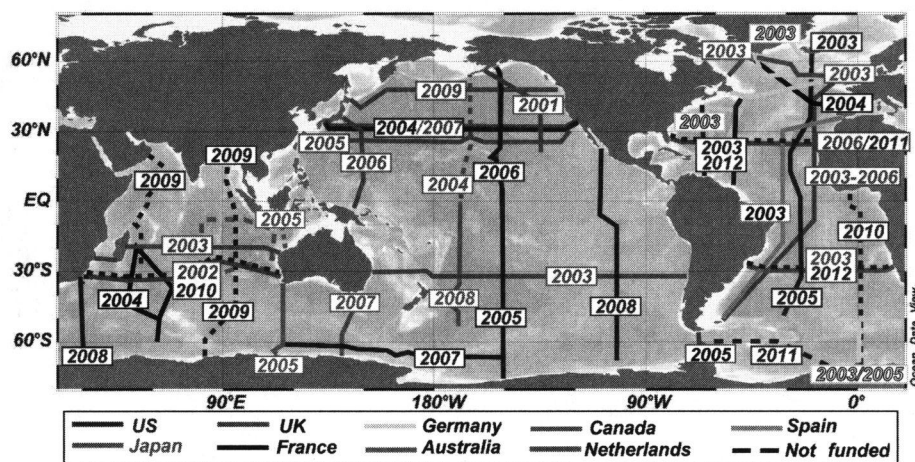 2003 2003
60°N 2003 2003
2009 2001 2004
30°N 2004/2007 2003
2005 2003 2006/2011
2009 2006 2012
2009 2004 2006 2003-2006
EQ
2005 2003 2010
2003 2003
30°S 2002 2003 2012
2004 2010 2007 2008 2008 2005
2009 2005
60°S
2008 2007 2005 2011
2005 2003/2005
90°E 180°W 90°W 0°
Ocean Data View
US UK Germany Canada Spain
Japan France Australia Netherlands Not funded